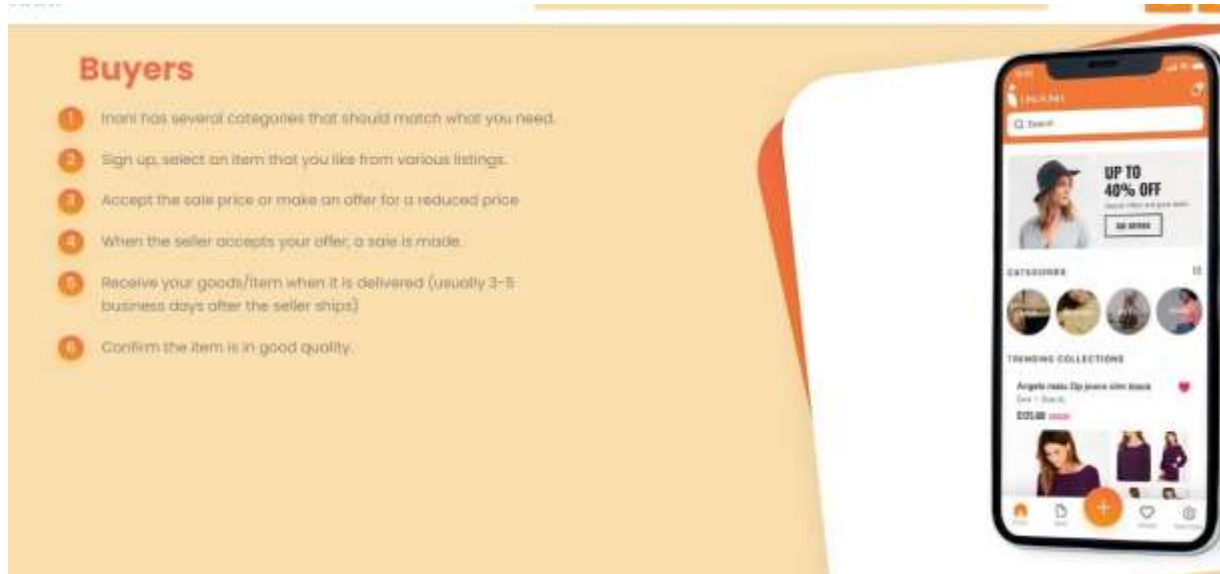 Buyers
1 Inani has several categories that should match what you need.
2 Sign up, select an item that you like from various listings.
3 Accept the sale price or make an offer for a reduced price
4 When the seller accepts your offer, a sale is made.
5 Receive your goods/item when it is delivered (usually 3-5
business days after the seller ships)
6 Confirm the item is in good quality.
INANI
Search
UP TO
40% OFF
CATEGORIES
TRENDING COLLECTIONS